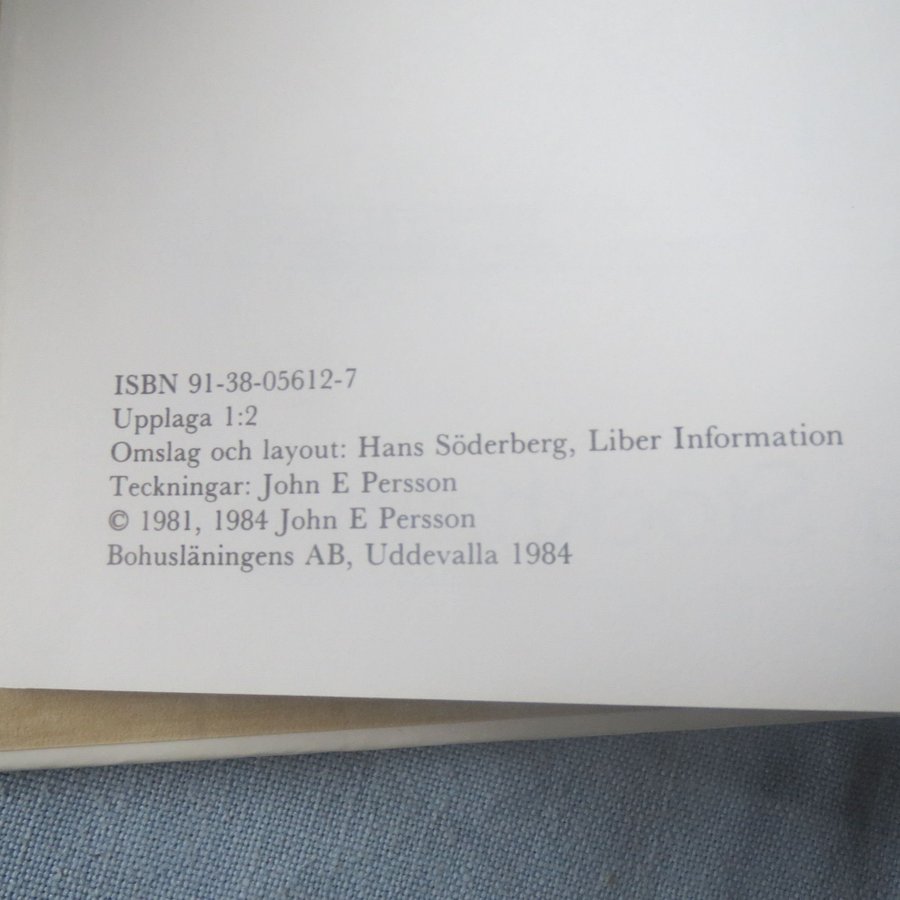 ISBN 91-38-05612-7
Upplaga 1:2
Omslag och layout: Hans Söderberg, Liber Information
Teckningar: John E Persson
© 1981, 1984 John E Persson
Bohusläningens AB, Uddevalla 1984